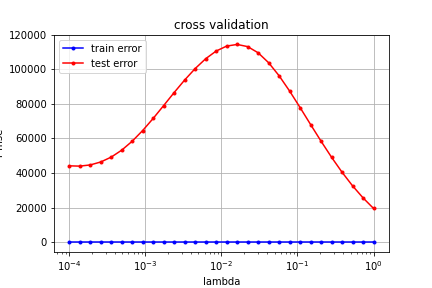 cross validation
train error
test error
120000
100000
80000
60000
40000
20000
0
10⁻⁴ 10⁻³ 10⁻² 10⁻¹ 10⁰
lambda